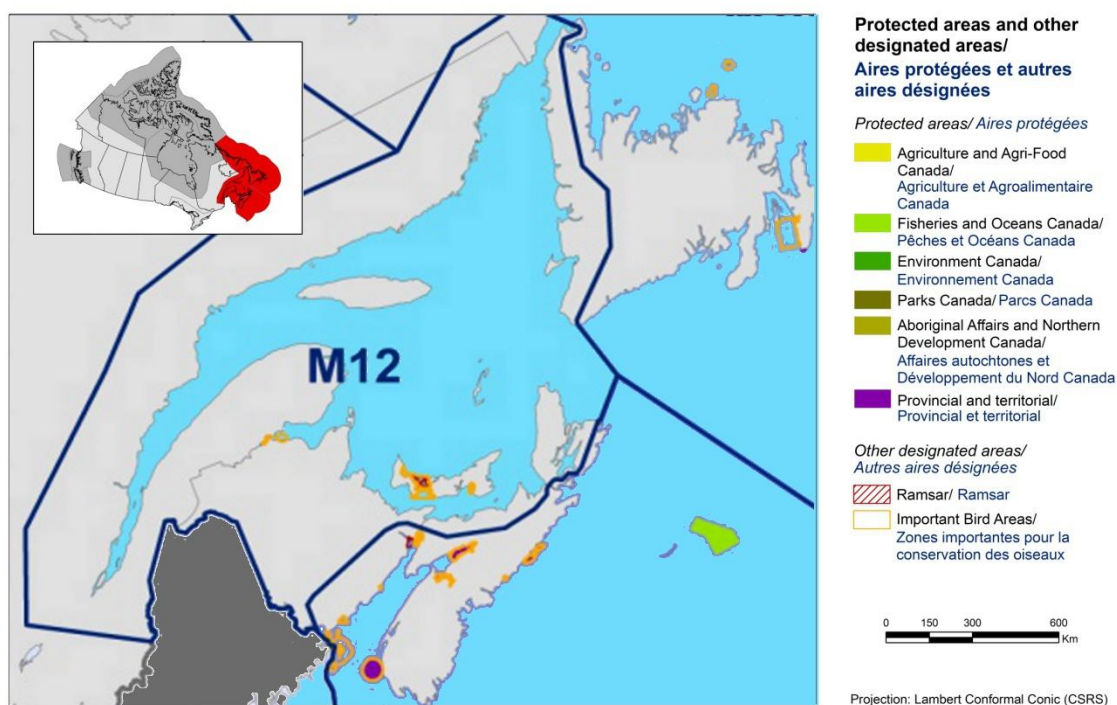 M12
Protected areas and other
designated areas/
Aires protégées et autres
aires désignées
Protected areas/ Aires protégées
Agriculture and Agri-Food
Canada/
Agriculture et Agroalimentaire
Canada
Fisheries and Oceans Canada/
Pêches et Océans Canada
Environment Canada/
Environnement Canada
Parks Canada/ Parcs Canada
Aboriginal Affairs and Northern
Development Canada/
Affaires autochtones et
Développement du Nord Canada
Provincial and territorial/
Provincial et territorial
Other designated areas/
Autres aires désignées
Ramsar/ Ramsar
Important Bird Areas/
Zones importantes pour la
conservation des oiseaux
0 150 300 600
Km
Projection: Lambert Conformal Conic (CSRS)